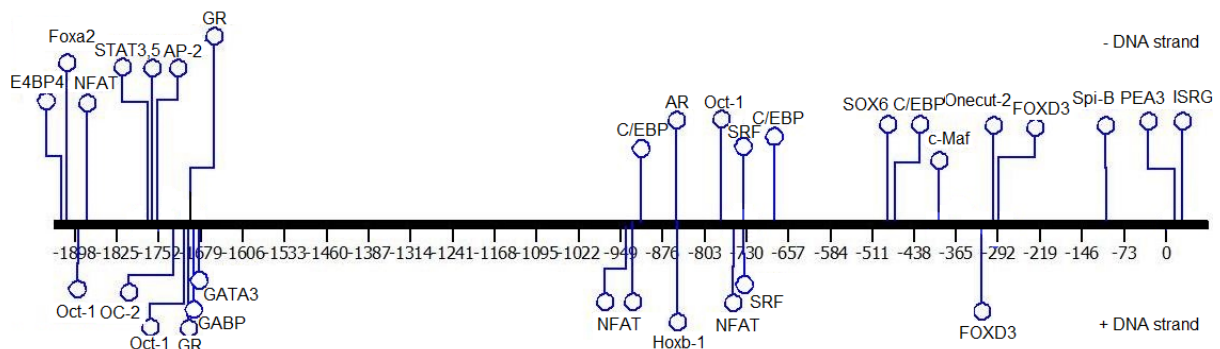 GR
Foxa2
- DNA strand
STAT3,5 AP-2
E4BP4 NFAT
AR Oct-1 SOX6 C/EBP Onecut-2 FOXD3 Spi-B PEA3 ISRG
C/EBP SRF C/EBP
c-Maf
-1898 -1825 -1752 -1679 -1606 -1533 -1460 -1387 -1314 -1241 -1168 -1095 -1022 -949 -876 -803 -730 -657 -584 -511 -438 -365 -292 -219 -146 -73 0
GATA3
Oct-1 OC-2 SRF
GABP NFAT NFAT + DNA strand
Oct-1 GR Hoxb-1 FOXD3